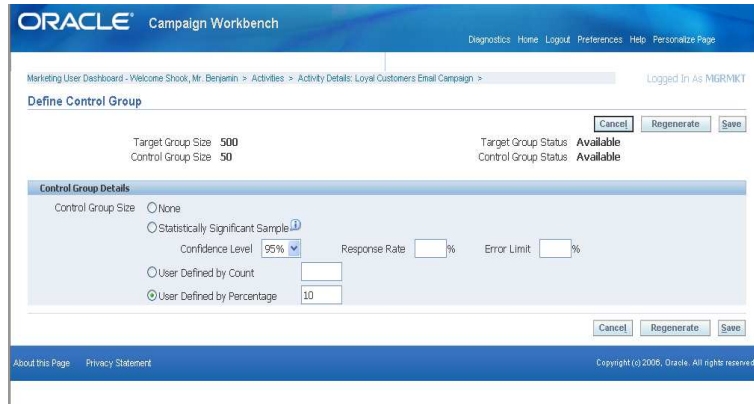 ORACLE® Campaign Workbench
Diagnostics Home Logout Preferences Help Personalize Page
Marketing User Dashboard - Welcome Shook, Mr. Benjamin > Activities > Activity Details: Loyal Customers Email Campaign >
Logged In As MGRMKT
Define Control Group
Cancel Regenerate Save
Target Group Size 500 Target Group Status Available
Control Group Size 50 Control Group Status Available
Control Group Details
Control Group Size None
Statistically Significant Sample
Confidence Level 95% Response Rate % Error Limit %
User Defined by Count
User Defined by Percentage 10
Cancel Regenerate Save
About this Page Privacy Statement Copyright (c) 2006, Oracle. All rights reserved